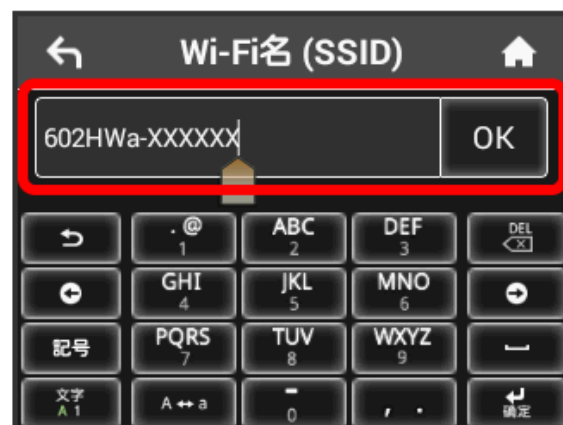 Wi-Fi名 (SSID)
602HWa-XXXXXX OK
. @ ABC DEF DEL
1 2 3
GHI JKL MNO
4 5 6
記号 PQRS TUV WXYZ
7 8 9
文字 A ↔ a - , .
A 1 0 确定